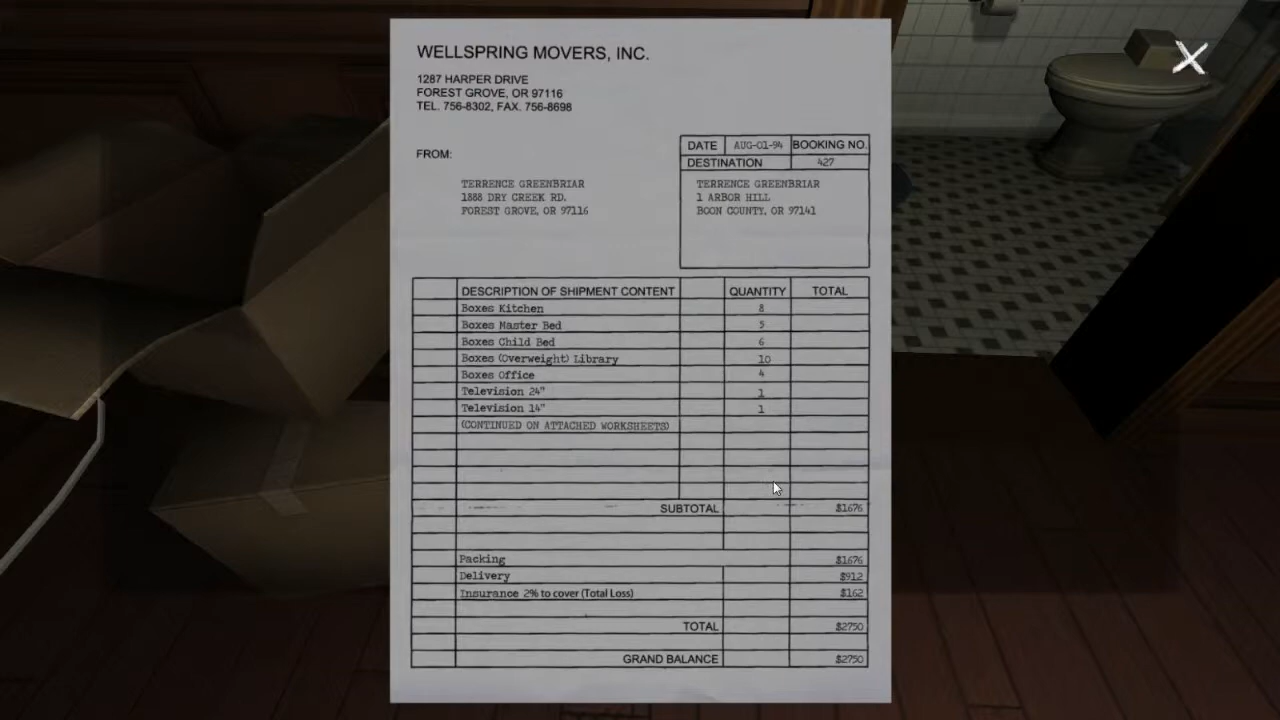 WELLSPRING MOVERS, INC.
1287 HARPER DRIVE
FOREST GROVE, OR 97116
TEL. 756-8302, FAX. 756-8698
DATE AUG-01-94 BOOKING NO.
DESTINATION 427
FROM:
TERRENCE GREENBRIAR
1888 DRY CREEK RD.
FOREST GROVE, OR 97116
TERRENCE GREENBRIAR
1 ARBOR HILL
BOON COUNTY, OR 97141
DESCRIPTION OF SHIPMENT CONTENT QUANTITY TOTAL
Boxes Kitchen 8
Boxes Master Bed 5
Boxes Child Bed 6
Boxes (Overweight) Library 10
Boxes Office 4
Television 24" 1
Television 14" 1
(CONTINUED ON ATTACHED WORKSHEETS)
SUBTOTAL $1676
Packing $1676
Delivery $912
Insurance 2% to cover (Total Loss) $162
TOTAL $2750
GRAND BALANCE $2750